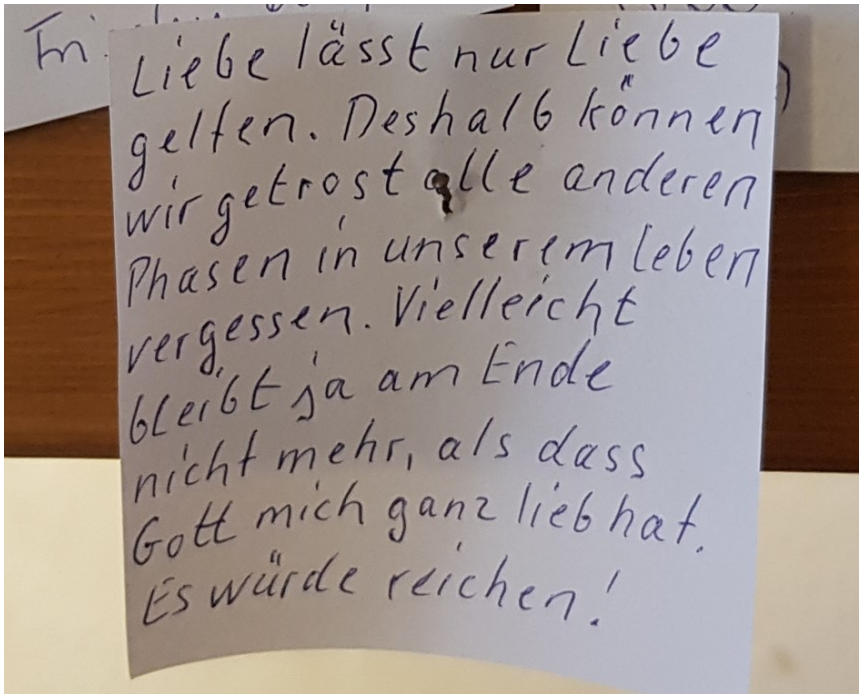 Liebe lässt nur Liebe
gelten. Deshalb können
wir getrost alle anderen
Phasen in unserem Leben
vergessen. Vielleicht
bleibt ja am Ende
nicht mehr, als dass
Gott mich ganz lieb hat.
Es würde reichen!